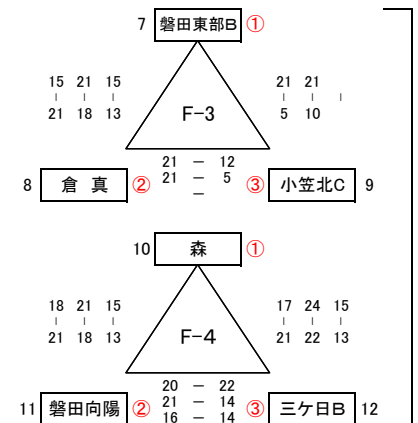 7 磐田東部B ①
15 21 15
21 21
| | |
| | |
21 18 13
5 10
F-3
21 － 12
8 倉 真 ② 21 － 5 ③ 小笠北C 9
－
10 森 ①
18 21 15
17 24 15
| | |
| | |
21 18 13
21 22 13
F-4
20 － 22
21 － 14
11 磐田向陽 ② 16 － 14 ③ 三ケ日B 12